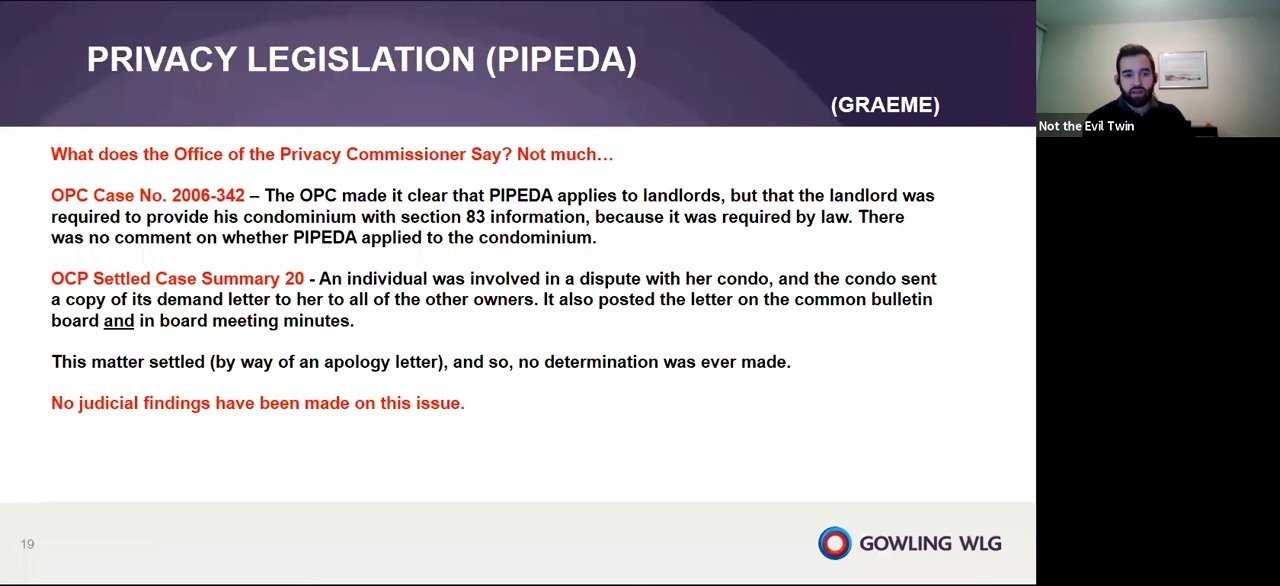 PRIVACY LEGISLATION (PIPEDA)
(GRAEME)
Not the Evil Twin
What does the Office of the Privacy Commissioner Say? Not much…
OPC Case No. 2006-342 – The OPC made it clear that PIPEDA applies to landlords, but that the landlord was
required to provide his condominium with section 83 information, because it was required by law. There
was no comment on whether PIPEDA applied to the condominium.
OCP Settled Case Summary 20 - An individual was involved in a dispute with her condo, and the condo sent
a copy of its demand letter to her to all of the other owners. It also posted the letter on the common bulletin
board and in board meeting minutes.
This matter settled (by way of an apology letter), and so, no determination was ever made.
No judicial findings have been made on this issue.
19
GOWLING WLG